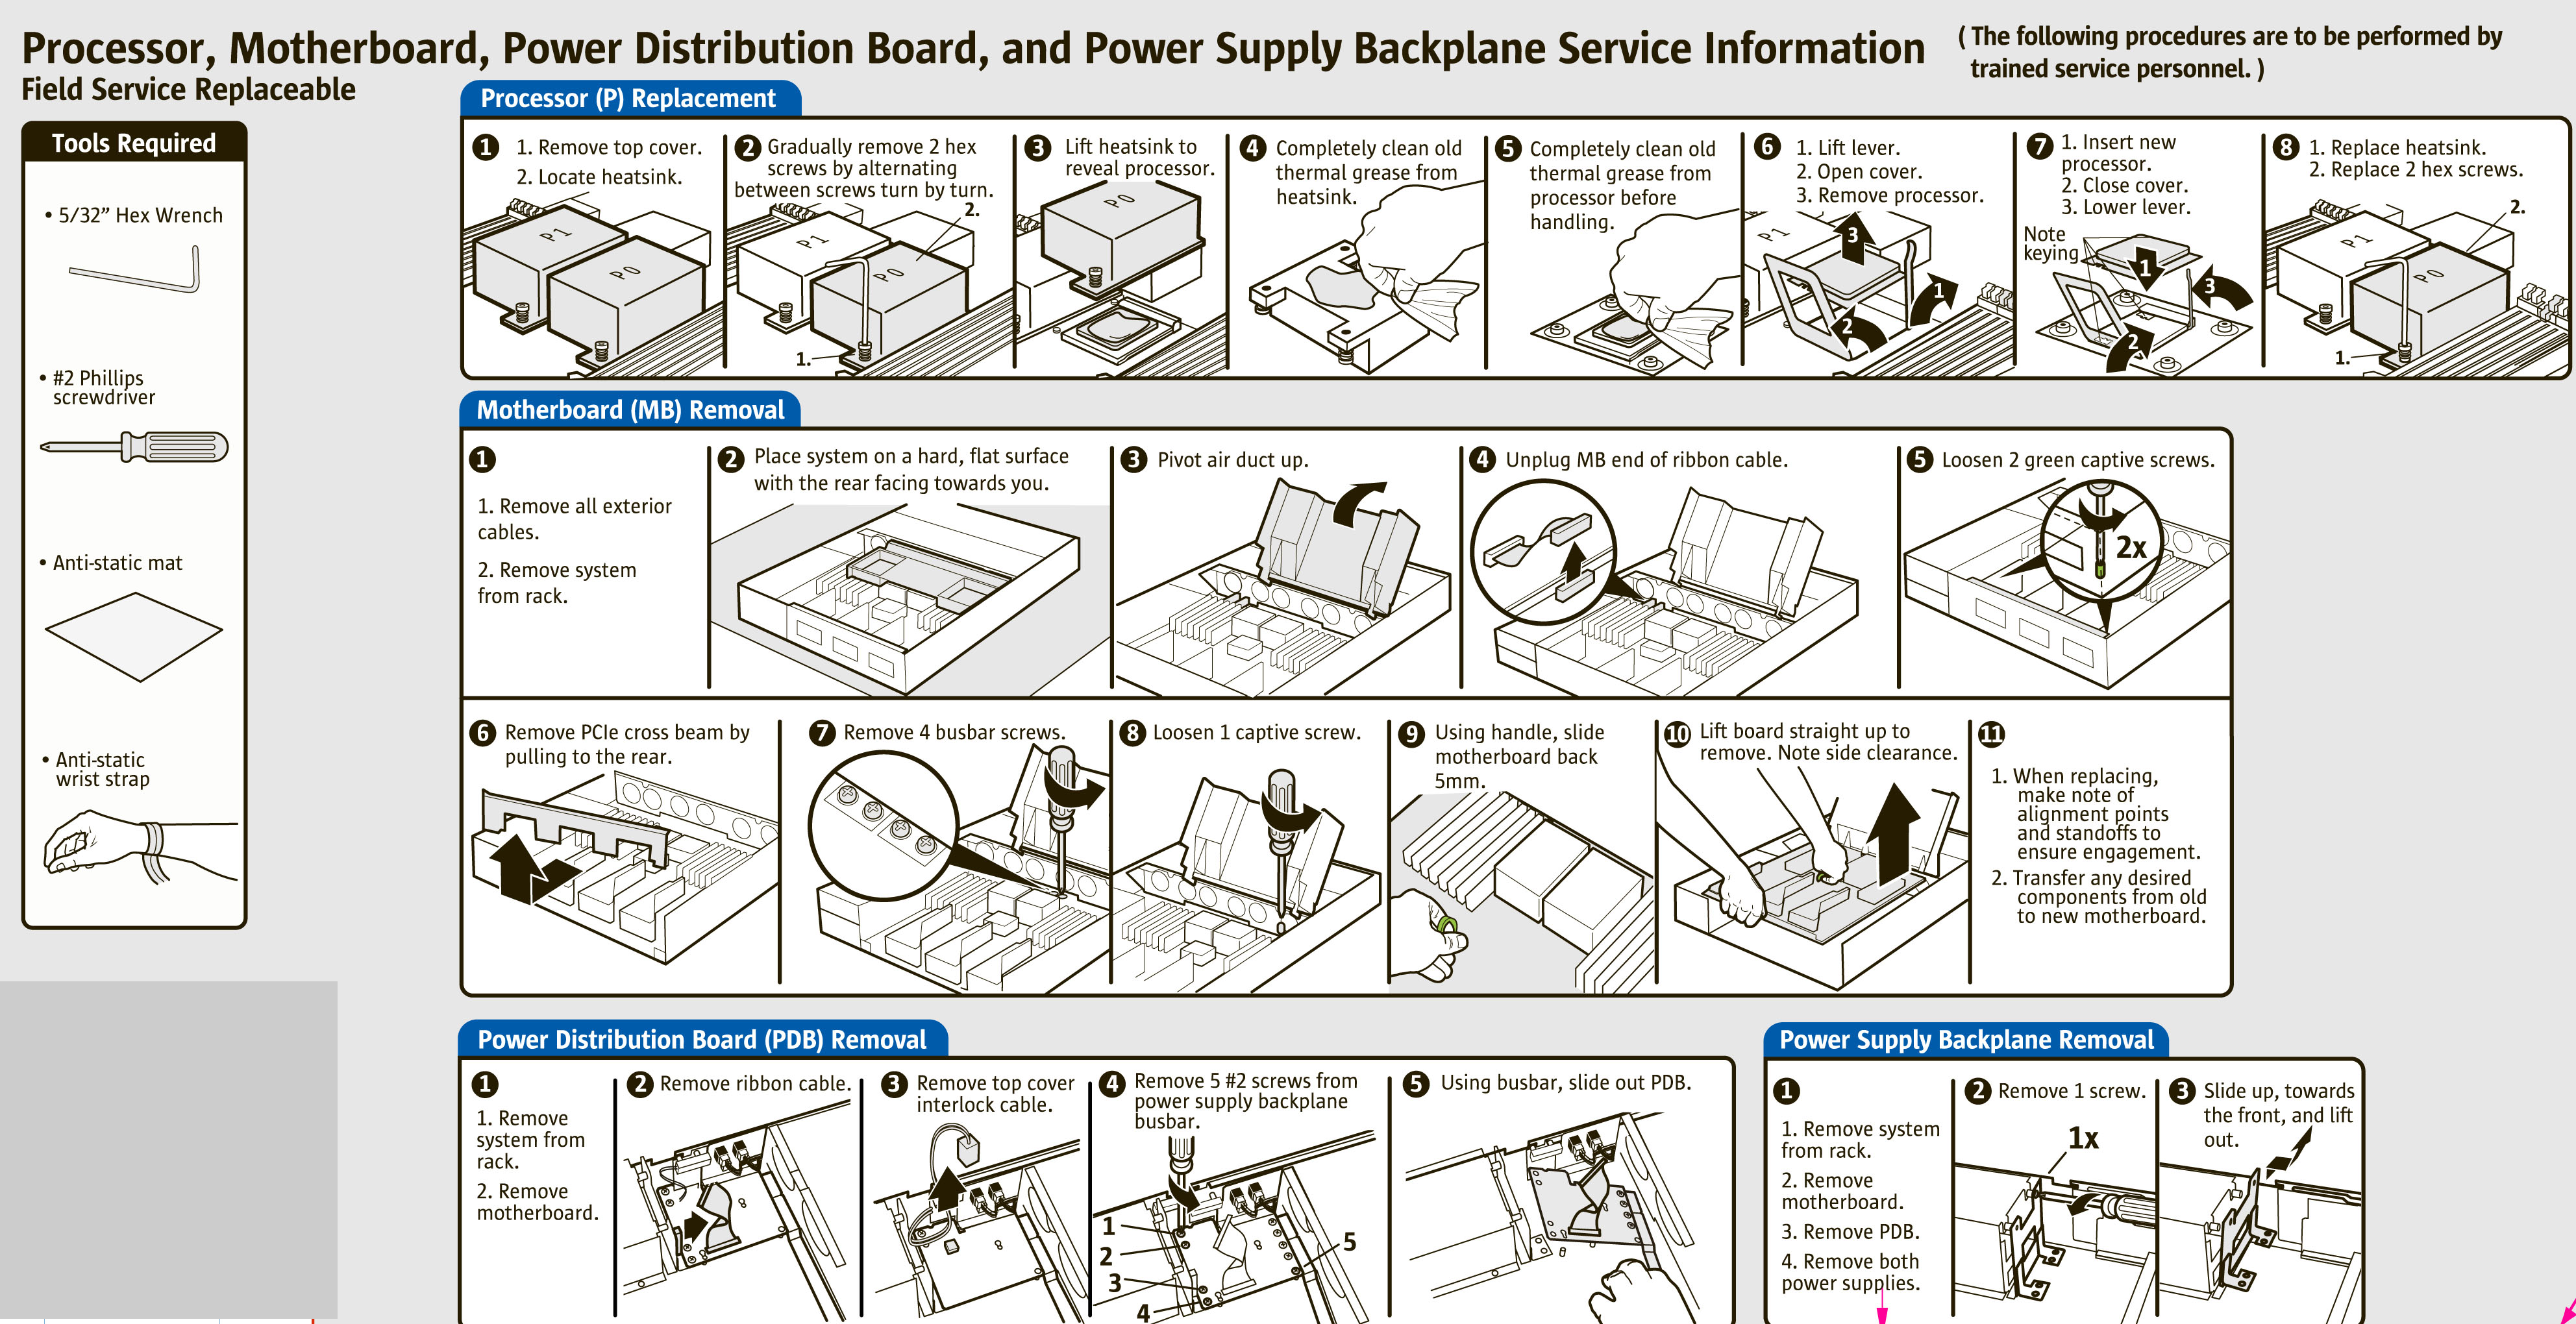 Processor, Motherboard, Power Distribution Board, and Power Supply Backplane Service Information
( The following procedures are to be performed by
trained service personnel. )
Field Service Replaceable
Tools Required
• 5/32” Hex Wrench
• #2 Phillips
screwdriver
• Anti-static mat
• Anti-static
wrist strap
Processor (P) Replacement
1
1. Remove top cover.
2. Locate heatsink.
P1
P0
2
Gradually remove 2 hex
screws by alternating
between screws turn by turn.
2.
P1
P0
1.
3
Lift heatsink to
reveal processor.
P0
4
Completely clean old
thermal grease from
heatsink.
5
Completely clean old
thermal grease from
processor before
handling.
6
1. Lift lever.
2. Open cover.
3. Remove processor.
P1
3
1
2
7
1. Insert new
processor.
2. Close cover.
3. Lower lever.
Note
keying
1
3
2
8
1. Replace heatsink.
2. Replace 2 hex screws.
2.
P1
P0
1.
Motherboard (MB) Removal
1
1. Remove all exterior
cables.
2. Remove system
from rack.
2
Place system on a hard, flat surface
with the rear facing towards you.
3
Pivot air duct up.
4
Unplug MB end of ribbon cable.
5
Loosen 2 green captive screws.
2x
6
Remove PCIe cross beam by
pulling to the rear.
7
Remove 4 busbar screws.
8
Loosen 1 captive screw.
9
Using handle, slide
motherboard back
5mm.
10
Lift board straight up to
remove. Note side clearance.
11
1. When replacing,
make note of
alignment points
and standoffs to
ensure engagement.
2. Transfer any desired
components from old
to new motherboard.
Power Distribution Board (PDB) Removal
1
1. Remove
system from
rack.
2. Remove
motherboard.
2
Remove ribbon cable.
3
Remove top cover
interlock cable.
4
Remove 5 #2 screws from
power supply backplane
busbar.
1
2
3
4
5
5
Using busbar, slide out PDB.
Power Supply Backplane Removal
1
1. Remove system
from rack.
2. Remove
motherboard.
3. Remove PDB.
4. Remove both
power supplies.
2
Remove 1 screw.
1x
3
Slide up, towards
the front, and lift
out.